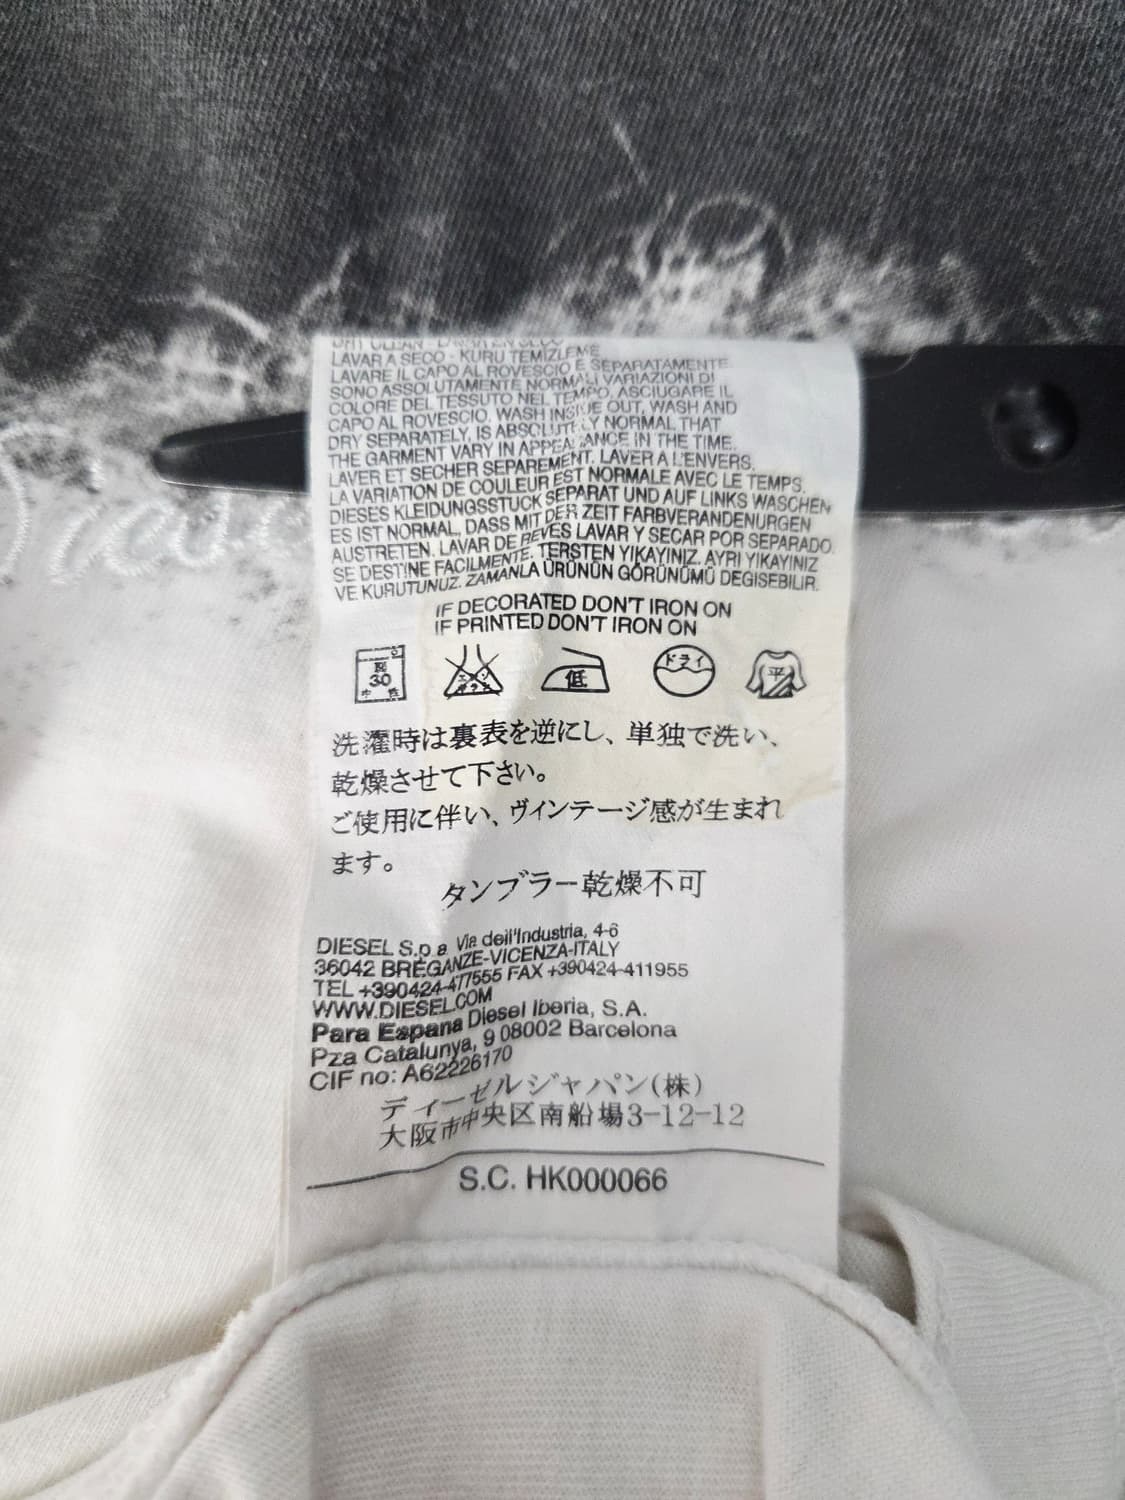 DRY CLEAN -
LAVAR A SECO - KURU TEMIZLEME
LAVARE IL CAPO AL ROVESCIO E SEPARATAMENTE.
SONO ASSOLUTAMENTE NORMALI VARIAZIONI DI
COLORE DEL TESSUTO NEL TEMPO, ASCIUGARE IL
CAPO AL ROVESCIO. WASH INSIDE OUT, WASH AND
DRY SEPARATELY, IS ABSOLUTELY NORMAL THAT
THE GARMENT VARY IN APPEARANCE IN THE TIME.
LAVER ET SECHER SEPAREMENT. LAVER A L'ENVERS.
LA VARIATION DE COULEUR EST NORMALE AVEC LE TEMPS.
DIESES KLEIDUNGSSTUCK SEPARAT UND AUF LINKS WASCHEN
ES IST NORMAL, DASS MIT DER ZEIT FARBVERANDENURGEN
AUSTRETEN. LAVAR DE REVES LAVAR Y SECAR POR SEPARADO.
SE DESTINE FACILMENTE. TERSTEN YIKAYINIZ. AYRI YIKAYINIZ
VE KURUTUNUZ. ZAMANLA ÜRÜNÜN GÖRÜNÜMÜ DEGISEBILIR.
IF DECORATED DON'T IRON ON
IF PRINTED DON'T IRON ON
30 中性 エンソ 低 ドライ 平
洗濯時は裏表を逆にし、単独で洗い、
乾燥させて下さい。
ご使用に伴い、ヴィンテージ感が生まれ
ます。
タンブラー乾燥不可
DIESEL S.p.a Via dell'Industria, 4-6
36042 BREGANZE-VICENZA-ITALY
TEL +390424-477555 FAX +390424-411955
WWW.DIESEL.COM
Para Espana Diesel Iberia, S.A.
Pza Catalunya, 9 08002 Barcelona
CIF no: A62226170
ディーゼルジャパン(株)
大阪市中央区南船場3-12-12
S.C. HK000066